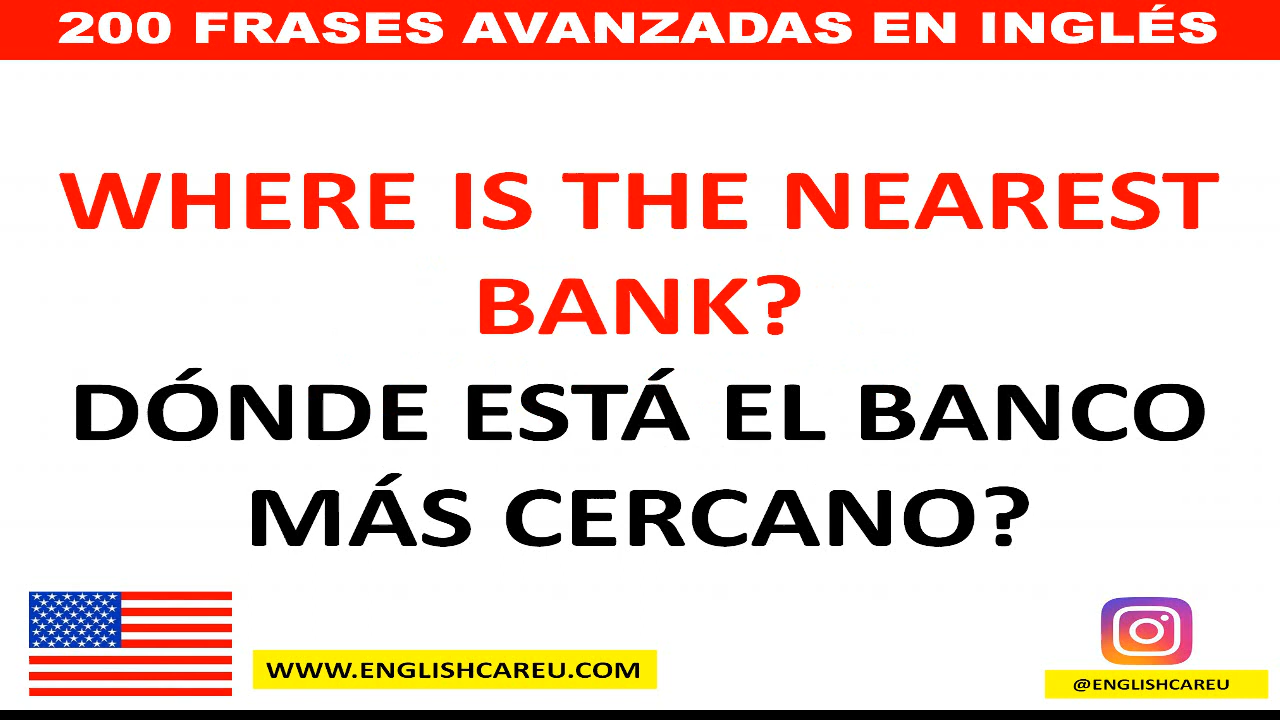 200 FRASES AVANZADAS EN INGLÉS
WHERE IS THE NEAREST
BANK?
DÓNDE ESTÁ EL BANCO
MÁS CERCANO?
WWW.ENGLISHCAREU.COM
@ENGLISHCAREU